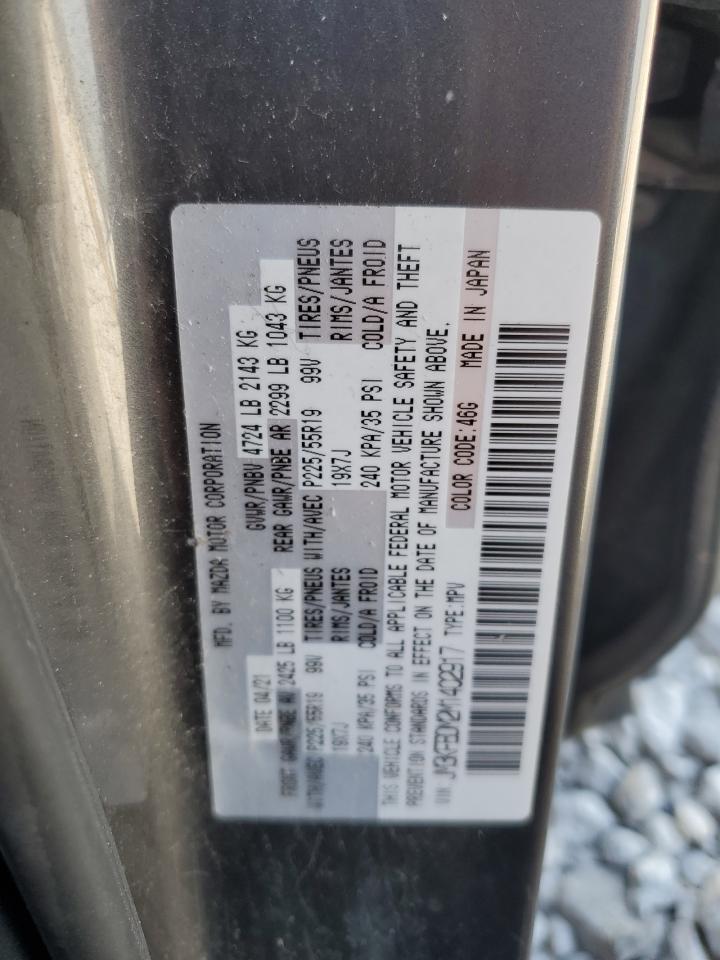 MFD. BY MAZDA MOTOR CORPORATION
DATE 04/21 GVWR/PNBV 4724 LB 2143 KG
FRONT GAWR/PNBE AV 2425 LB 1100 KG REAR GAWR/PNBE AR 2299 LB 1043 KG
WITH/AVEC P225/55R19 99V TIRES/PNEUS WITH/AVEC P225/55R19 99V TIRES/PNEUS
19X7J RIMS/JANTES 19X7J RIMS/JANTES
240 KPA/35 PSI COLD/A FROID 240 KPA/35 PSI COLD/A FROID
THIS VEHICLE CONFORMS TO ALL APPLICABLE FEDERAL MOTOR VEHICLE SAFETY AND THEFT
PREVENTION STANDARDS IN EFFECT ON THE DATE OF MANUFACTURE SHOWN ABOVE.
VIN JM3KFBDM2M1402917 TYPE:MPV COLOR CODE:46G MADE IN JAPAN